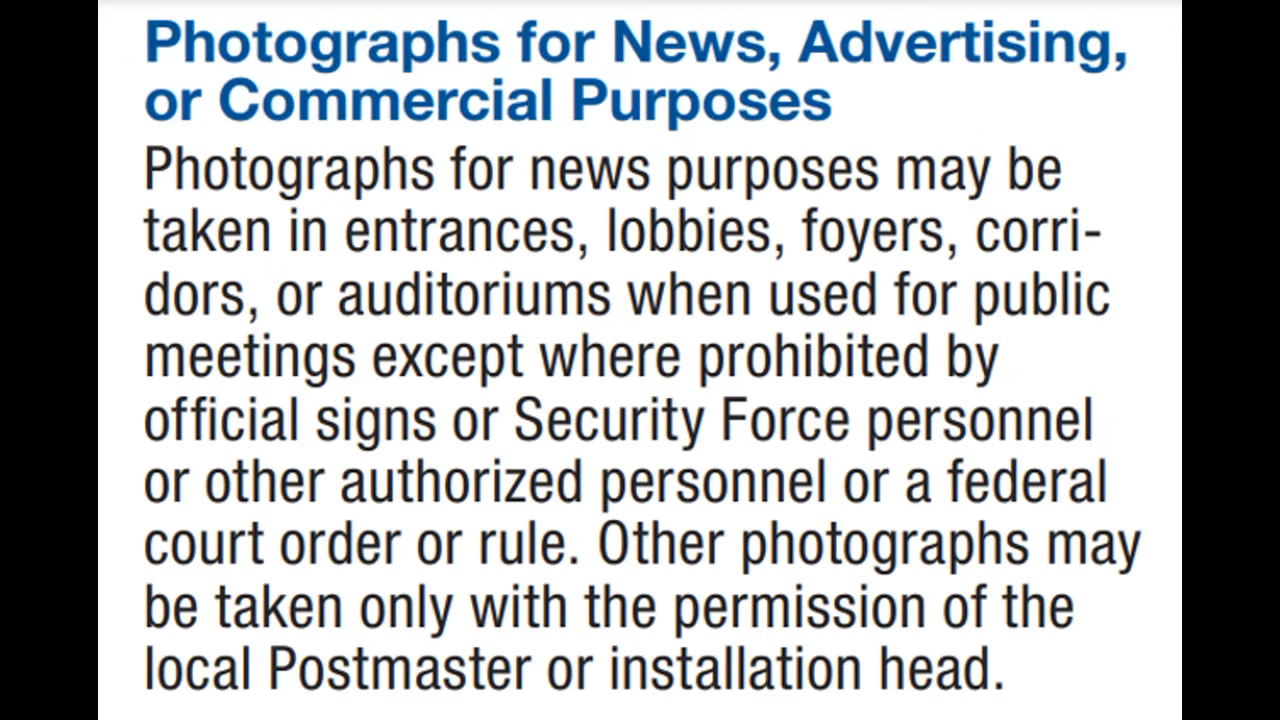 Photographs for News, Advertising,
or Commercial Purposes
Photographs for news purposes may be
taken in entrances, lobbies, foyers, corri-
dors, or auditoriums when used for public
meetings except where prohibited by
official signs or Security Force personnel
or other authorized personnel or a federal
court order or rule. Other photographs may
be taken only with the permission of the
local Postmaster or installation head.